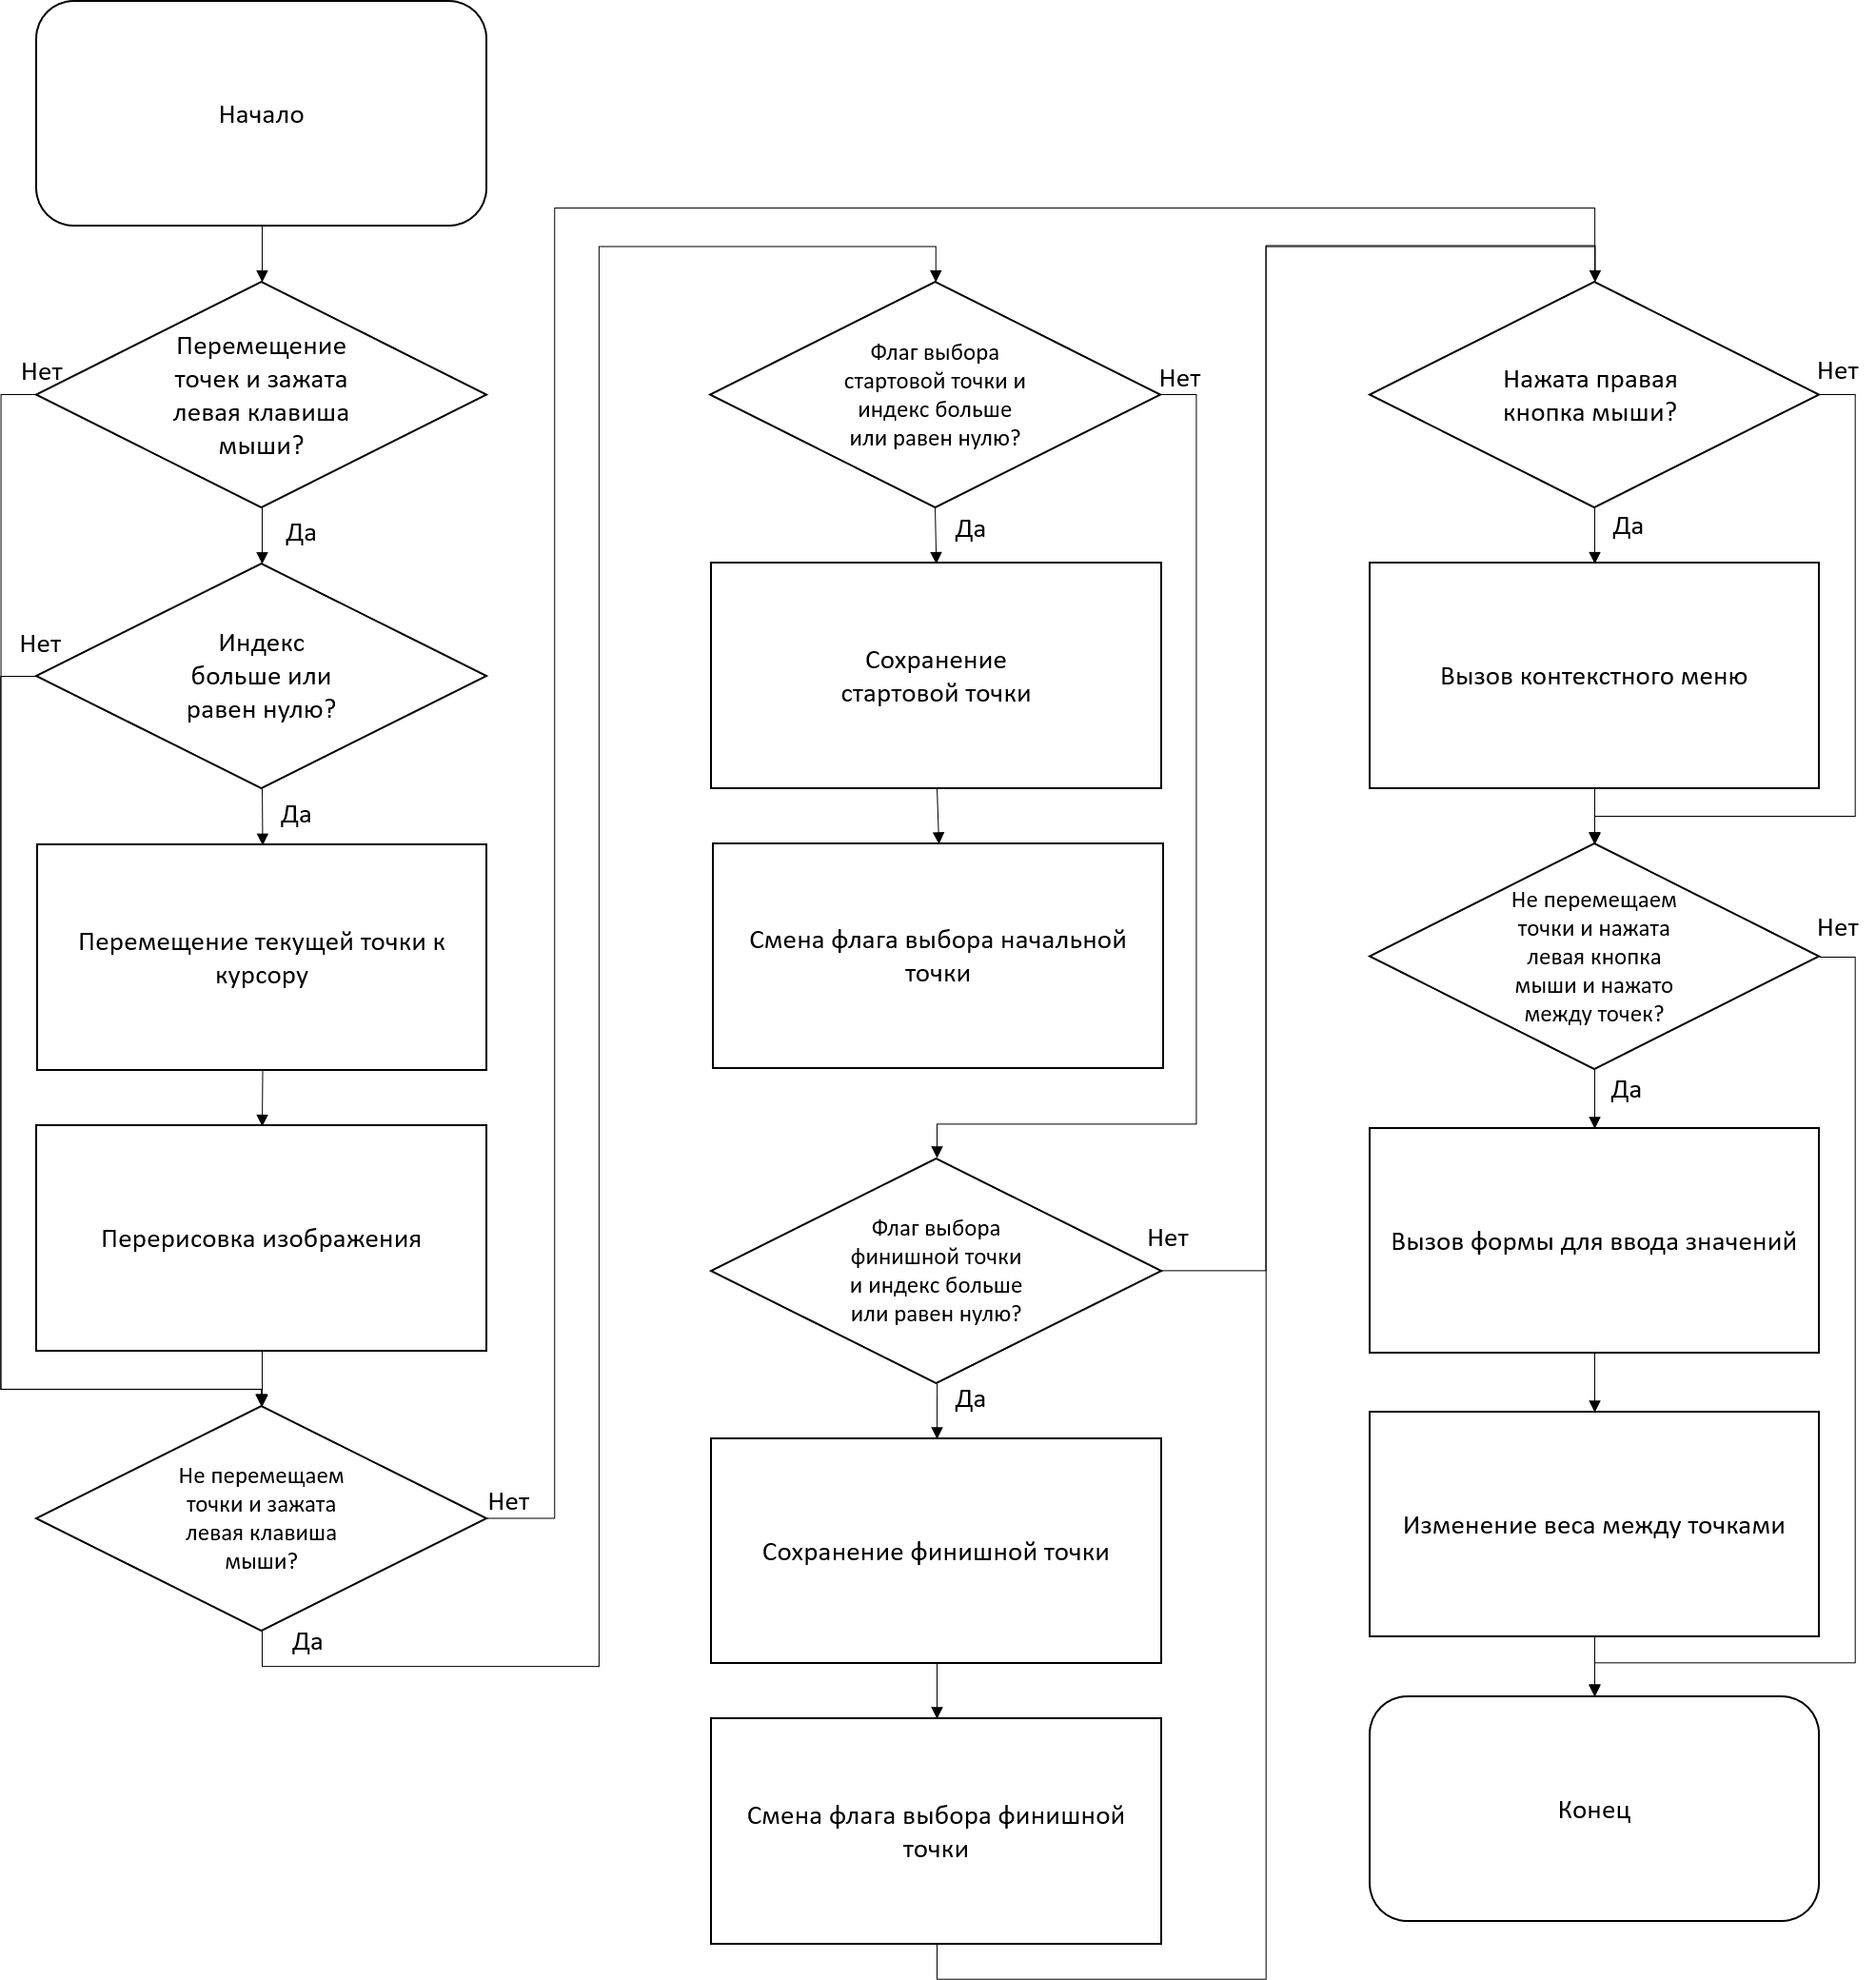 Начало
Перемещение
точек и зажата
левая клавиша
мыши?
Нет
Да
Индекс
больше или
равен нулю?
Нет
Да
Перемещение текущей точки к
курсору
Перерисовка изображения
Не перемещаем
точки и зажата
левая клавиша
мыши?
Нет
Да
Флаг выбора
стартовой точки и
индекс больше
или равен нулю?
Нет
Да
Сохранение
стартовой точки
Смена флага выбора начальной
точки
Флаг выбора
финишной точки
и индекс больше
или равен нулю?
Нет
Да
Сохранение финишной точки
Смена флага выбора финишной
точки
Нажата правая
кнопка мыши?
Нет
Да
Вызов контекстного меню
Не перемещаем
точки и нажата
левая кнопка
мыши и нажато
между точек?
Нет
Да
Вызов формы для ввода значений
Изменение веса между точками
Конец